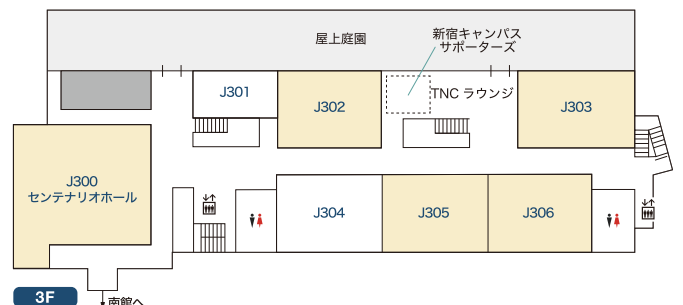 屋上庭園
新宿キャンパス
サポーターズ
J301
J302
TNC ラウンジ
J303
J300
センテナリオホール
J304
J305
J306
3F
南館へ